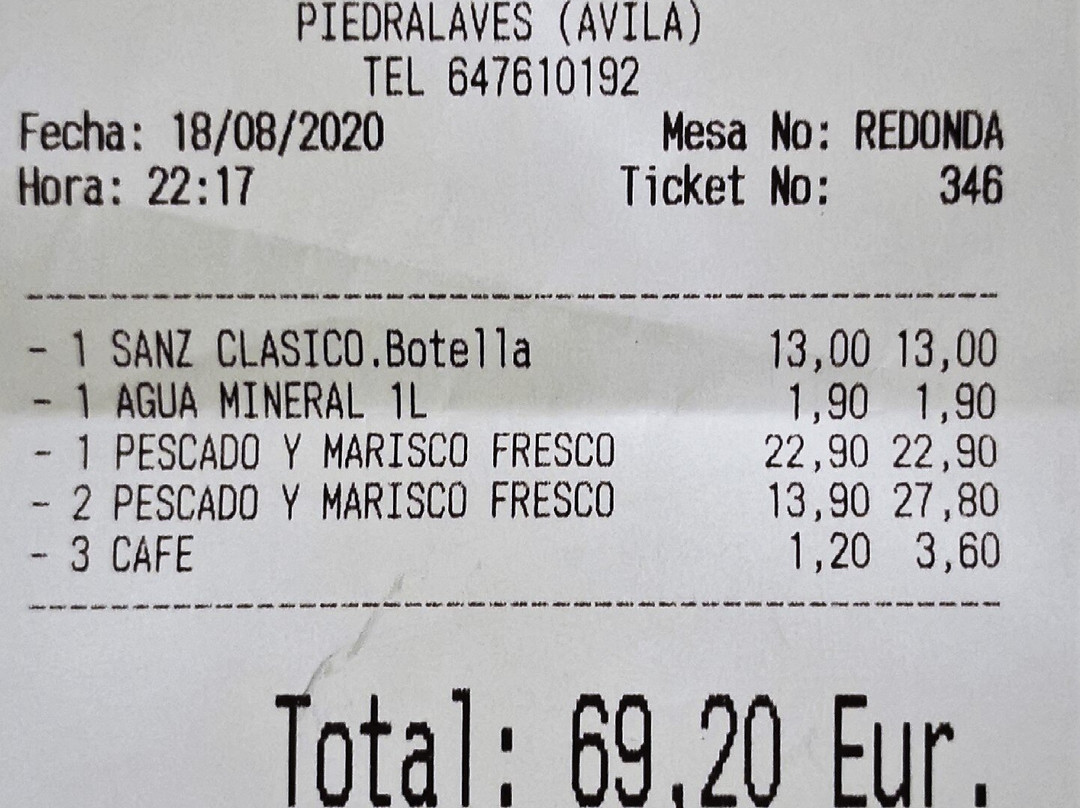 PIEDRALAVES (AVILA)
TEL 647610192
Fecha: 18/08/2020 Mesa No: REDONDA
Hora: 22:17 Ticket No: 346
- 1 SANZ CLASICO.Botella 13,00 13,00
- 1 AGUA MINERAL 1L 1,90 1,90
- 1 PESCADO Y MARISCO FRESCO 22,90 22,90
- 2 PESCADO Y MARISCO FRESCO 13,90 27,80
- 3 CAFE 1,20 3,60
Total: 69,20 Eur.